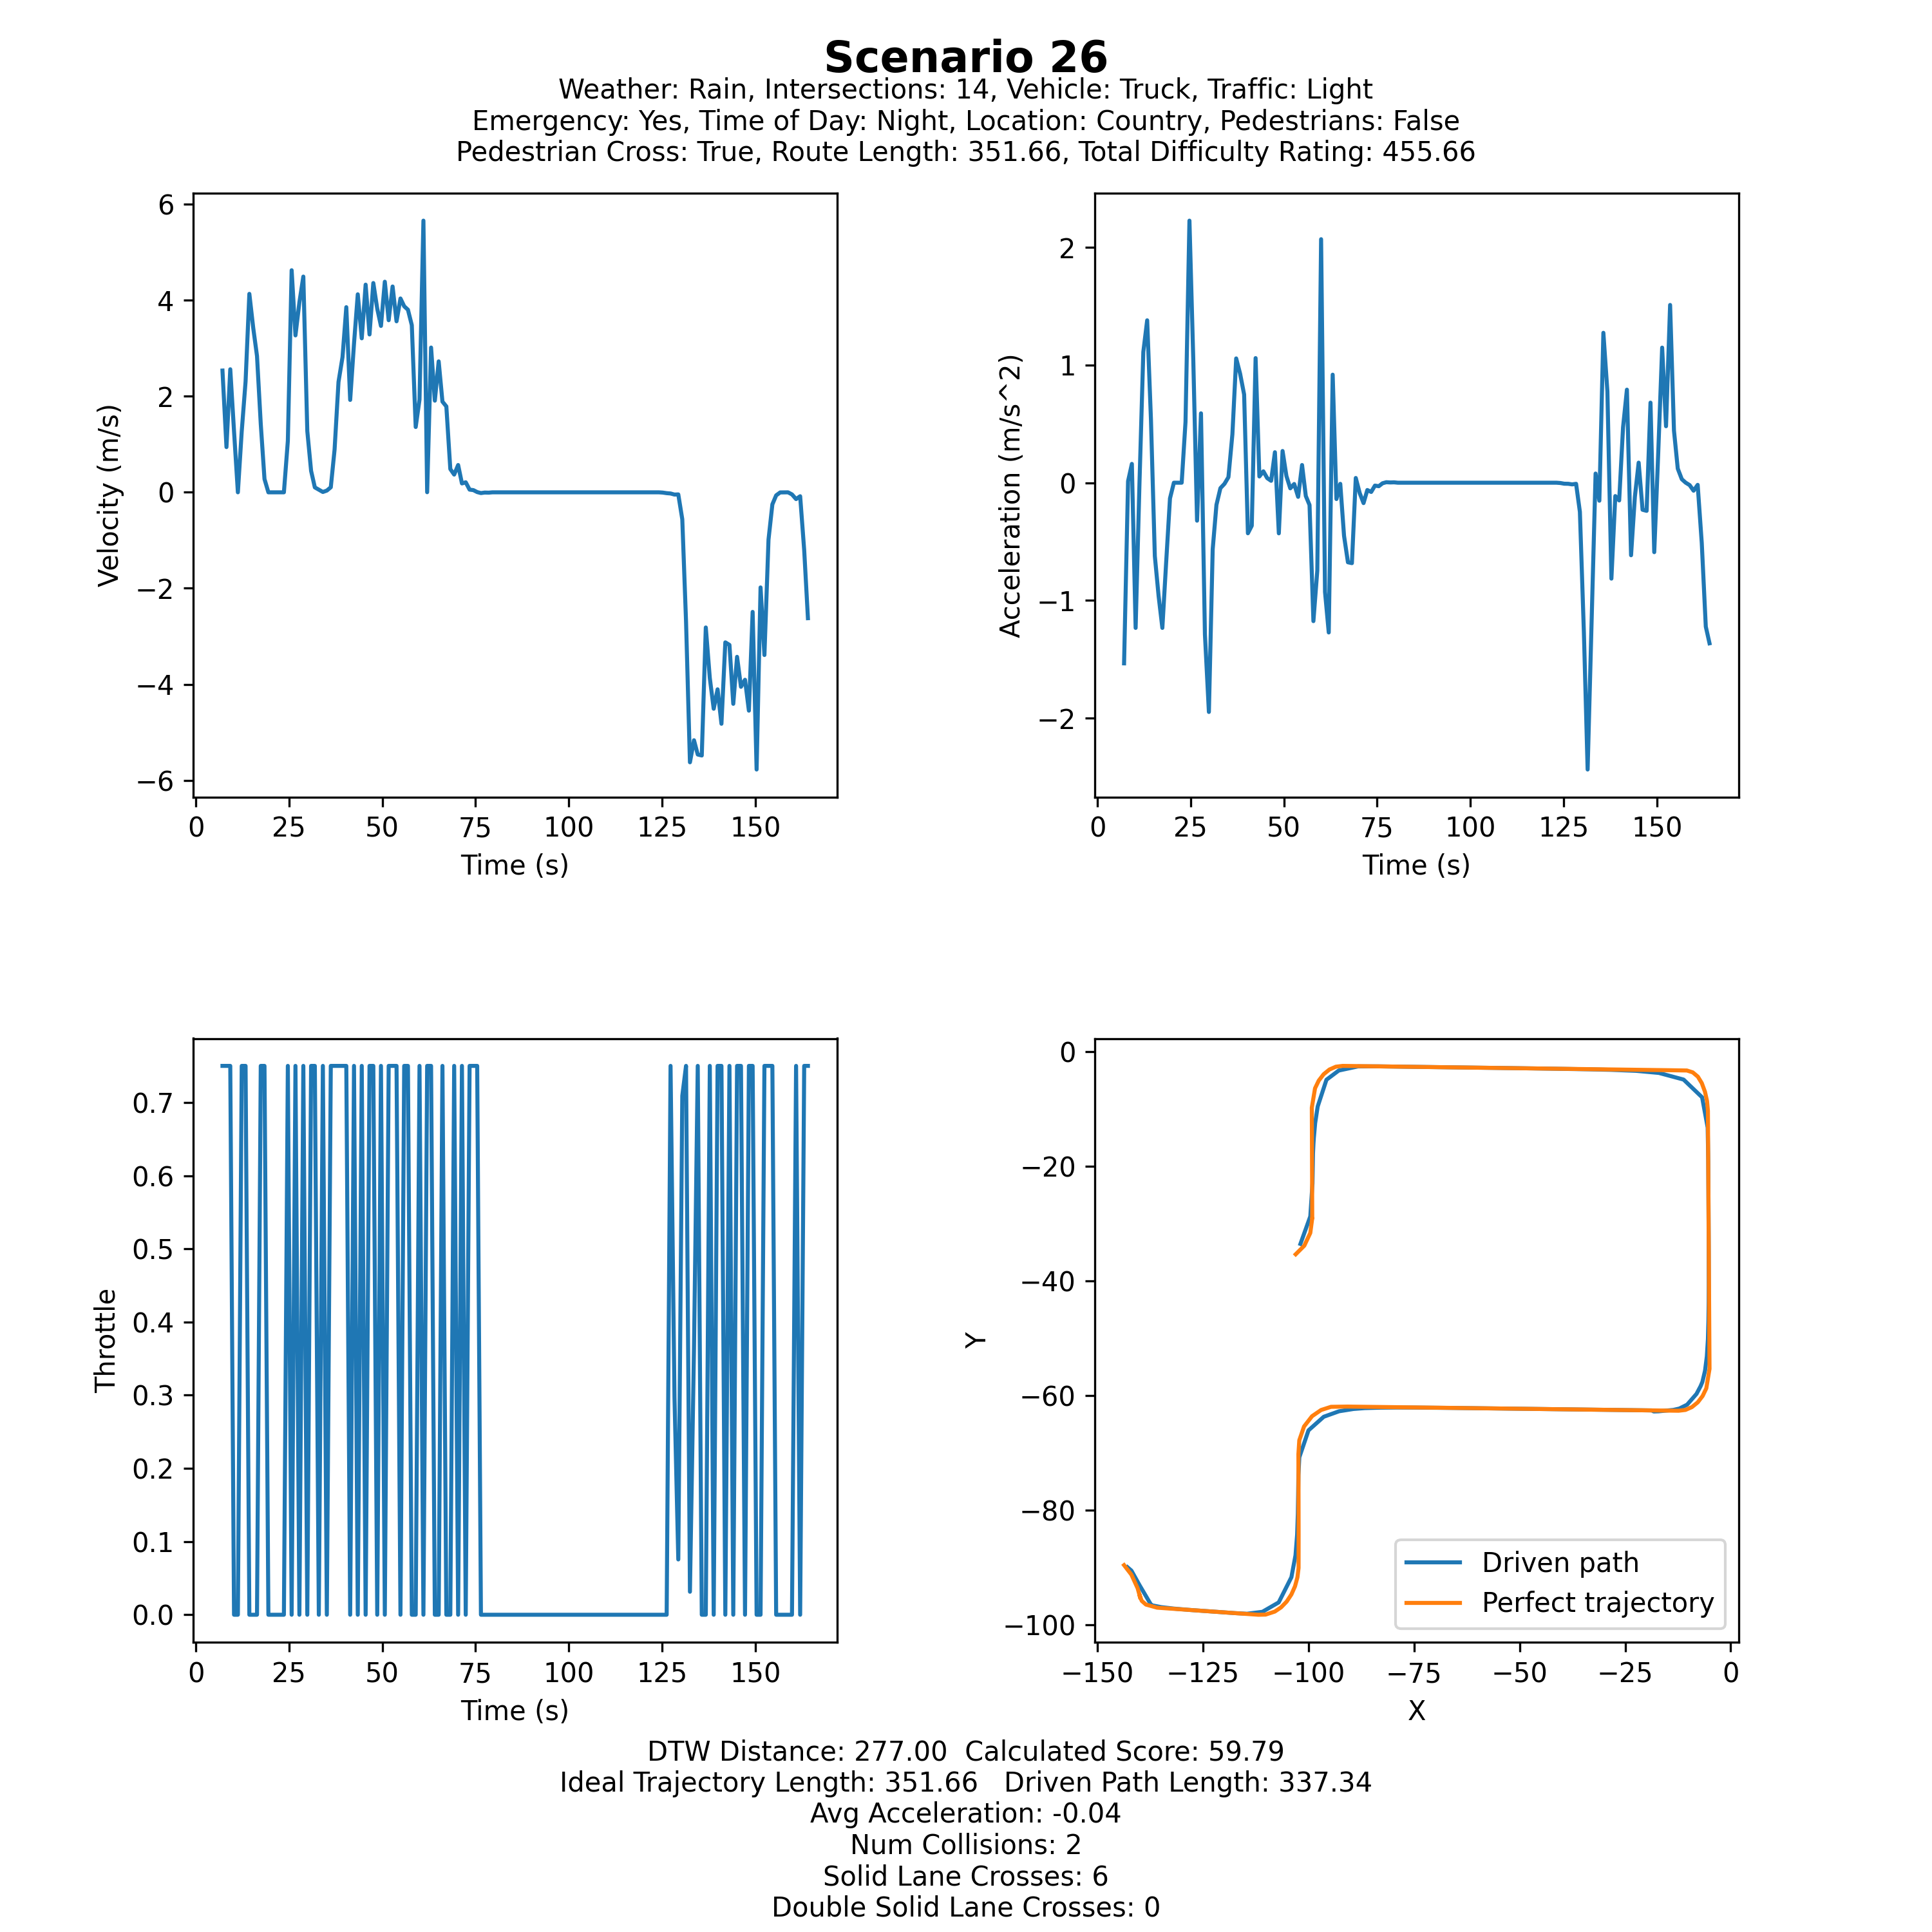 Scenario 26
Weather: Rain, Intersections: 14, Vehicle: Truck, Traffic: Light
Emergency: Yes, Time of Day: Night, Location: Country, Pedestrians: False
Pedestrian Cross: True, Route Length: 351.66, Total Difficulty Rating: 455.66
6
4
2
0
−2
−4
−6
Velocity (m/s)
0 25 50 75 100 125 150
Time (s)
2
1
0
−1
−2
Acceleration (m/s^2)
0 25 50 75 100 125 150
Time (s)
0.7
0.6
0.5
0.4
0.3
0.2
0.1
0.0
Throttle
0 25 50 75 100 125 150
Time (s)
0
−20
−40
−60
−80
−100
Y
Driven path
Perfect trajectory
−150 −125 −100 −75 −50 −25 0
X
DTW Distance: 277.00 Calculated Score: 59.79
Ideal Trajectory Length: 351.66 Driven Path Length: 337.34
Avg Acceleration: -0.04
Num Collisions: 2
Solid Lane Crosses: 6
Double Solid Lane Crosses: 0